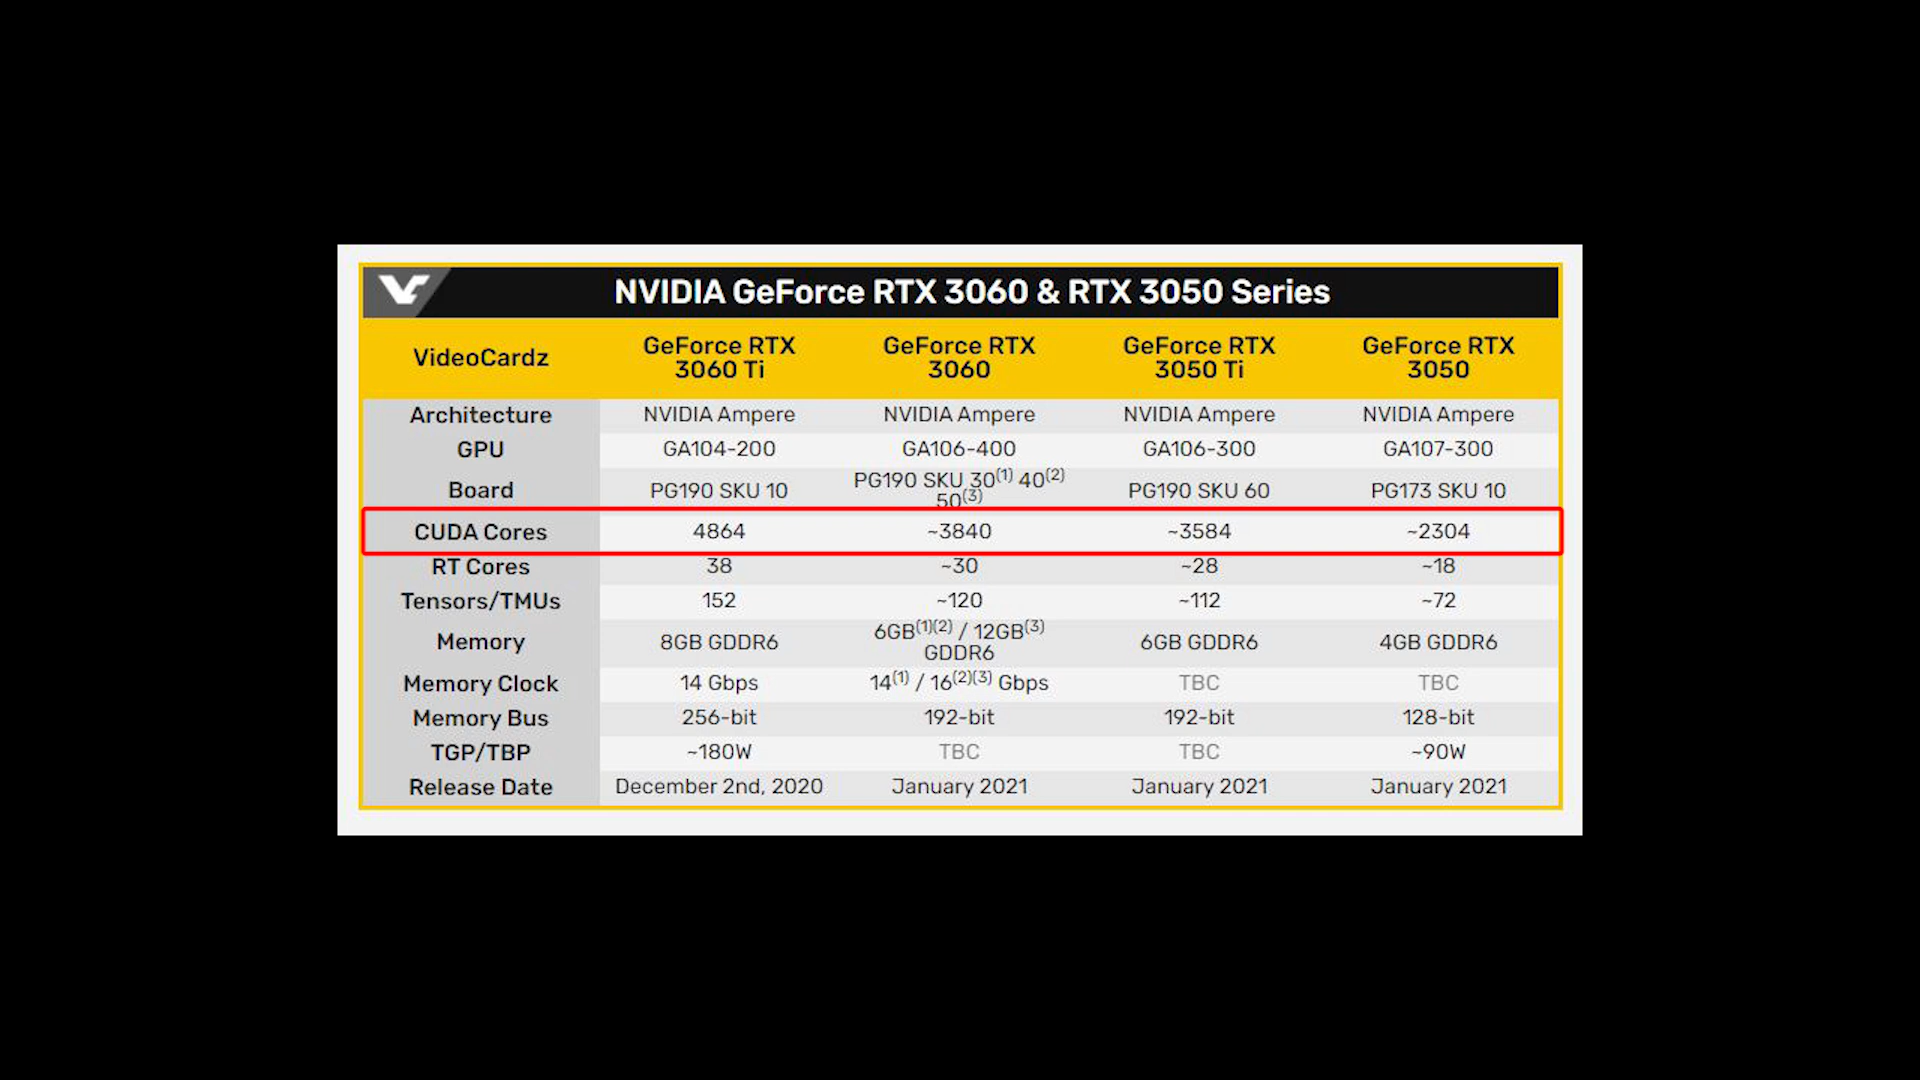 NVIDIA GeForce RTX 3060 & RTX 3050 Series
VideoCardz GeForce RTX 3060 Ti GeForce RTX 3060 GeForce RTX 3050 Ti GeForce RTX 3050
Architecture NVIDIA Ampere NVIDIA Ampere NVIDIA Ampere NVIDIA Ampere
GPU GA104-200 GA106-400 GA106-300 GA107-300
Board PG190 SKU 10 PG190 SKU 30(1) 40(2) 50(3) PG190 SKU 60 PG173 SKU 10
CUDA Cores 4864 ~3840 ~3584 ~2304
RT Cores 38 ~30 ~28 ~18
Tensors/TMUs 152 ~120 ~112 ~72
Memory 8GB GDDR6 6GB(1)(2) / 12GB(3) GDDR6 6GB GDDR6 4GB GDDR6
Memory Clock 14 Gbps 14(1) / 16(2)(3) Gbps TBC TBC
Memory Bus 256-bit 192-bit 192-bit 128-bit
TGP/TBP ~180W TBC TBC ~90W
Release Date December 2nd, 2020 January 2021 January 2021 January 2021